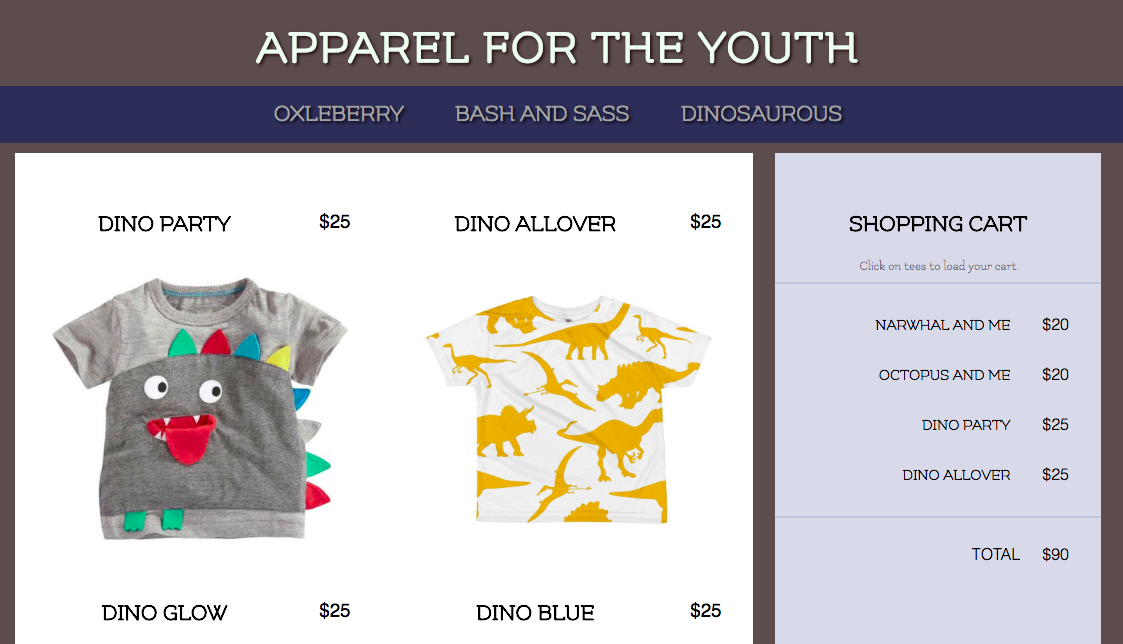 APPAREL FOR THE YOUTH
OXLEBERRY BASH AND SASS DINOSAUROUS
DINO PARTY $25
DINO ALLOVER $25
DINO GLOW $25
DINO BLUE $25
SHOPPING CART
Click on tees to load your cart
NARWHAL AND ME $20
OCTOPUS AND ME $20
DINO PARTY $25
DINO ALLOVER $25
TOTAL $90